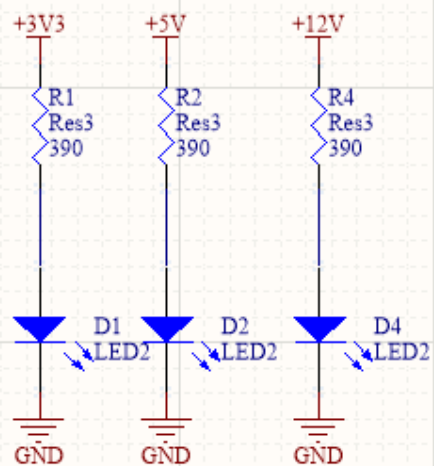 +3V3
+5V
+12V
R1
Res3
390
R2
Res3
390
R4
Res3
390
D1
LED2
D2
LED2
D4
LED2
GND
GND
GND